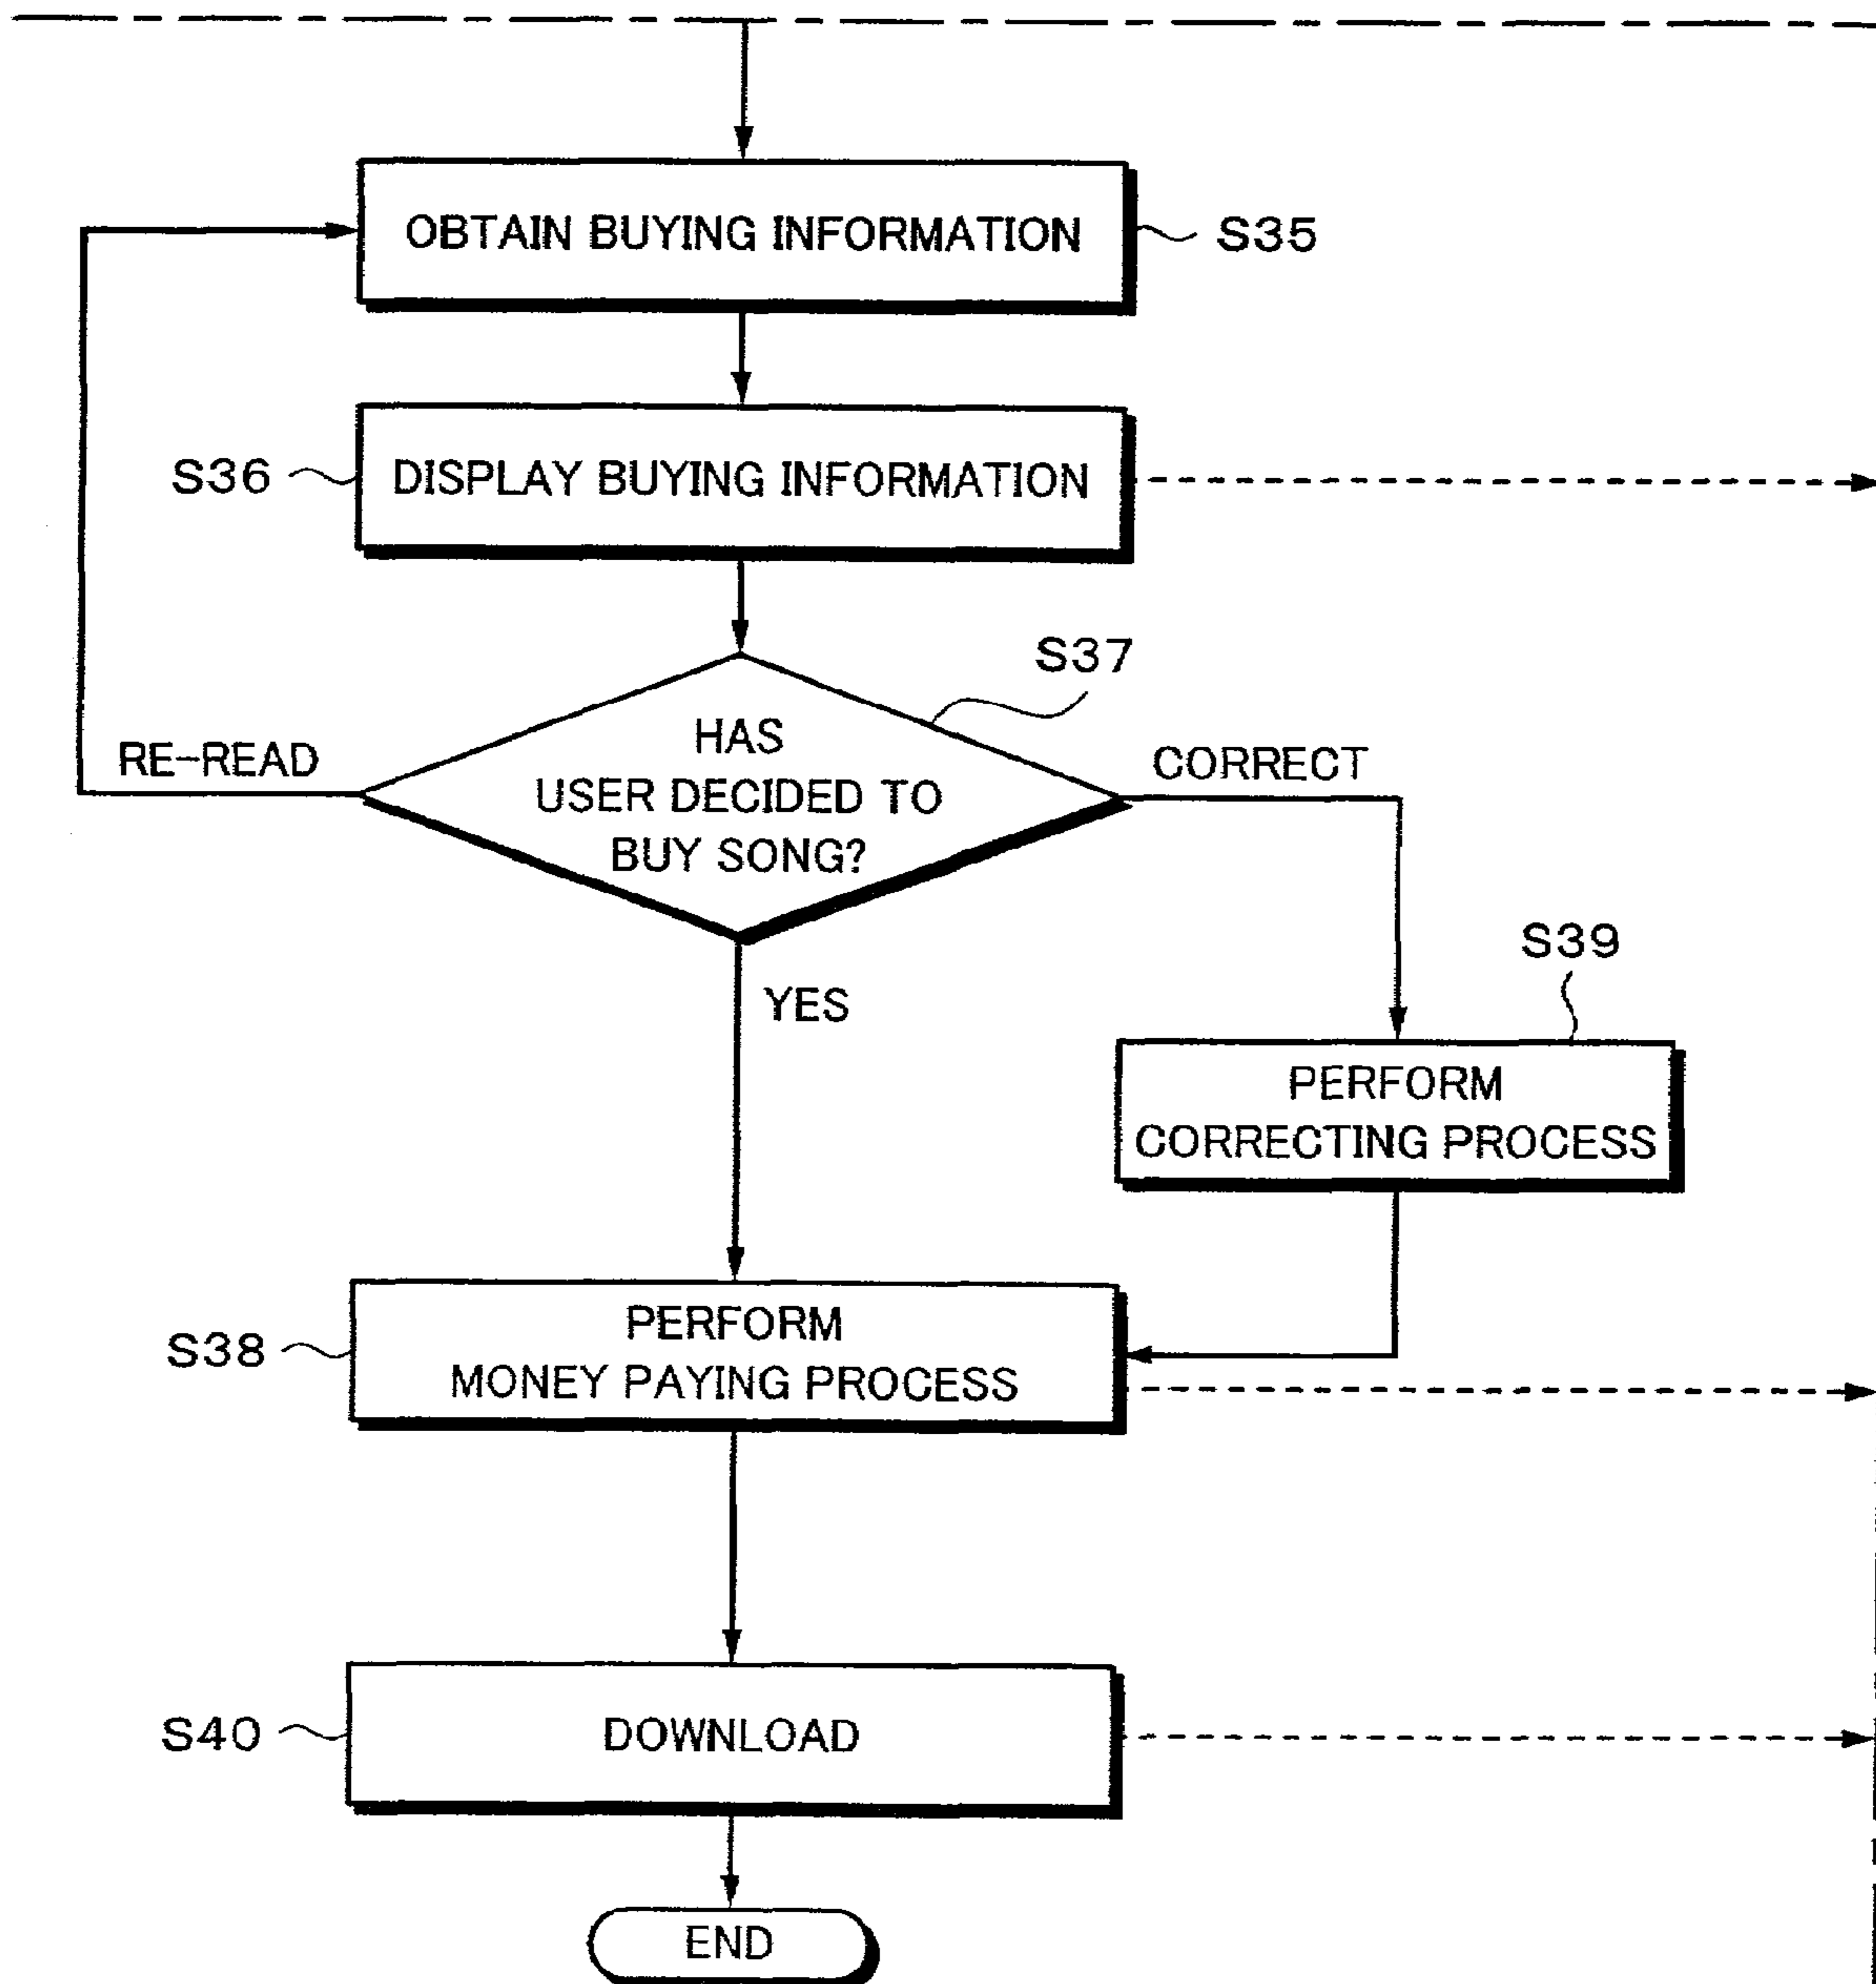 OBTAIN BUYING INFORMATION
S35
S36
DISPLAY BUYING INFORMATION
S37
HAS
USER DECIDED TO
BUY SONG?
RE-READ
CORRECT
YES
S39
PERFORM
CORRECTING PROCESS
S38
PERFORM
MONEY PAYING PROCESS
S40
DOWNLOAD
END